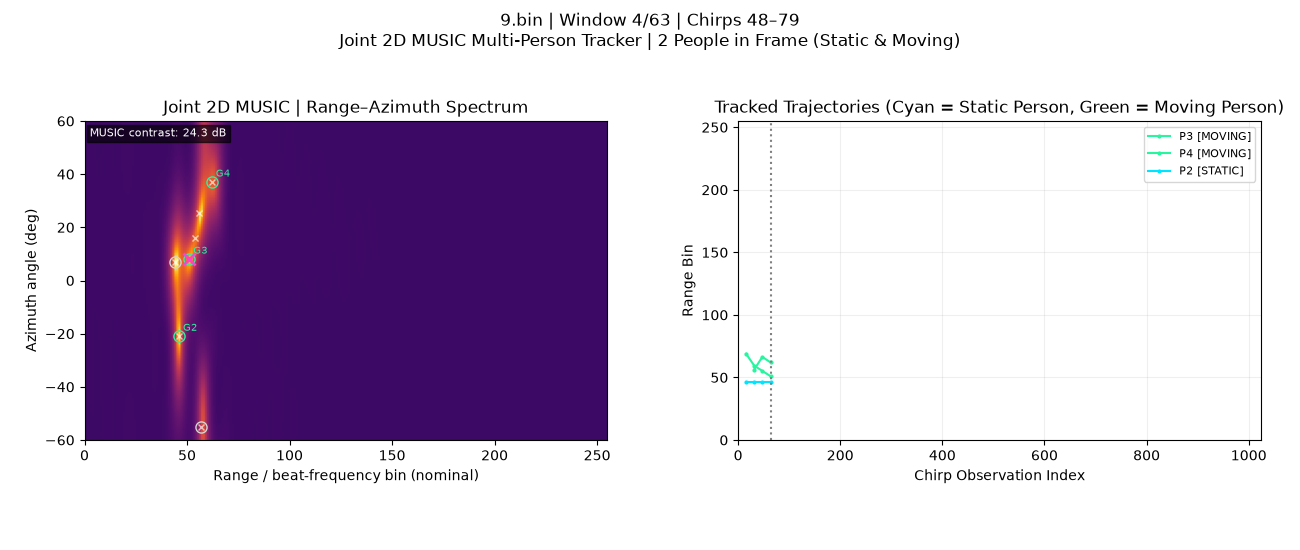 9.bin | Window 4/63 | Chirps 48–79
Joint 2D MUSIC Multi-Person Tracker | 2 People in Frame (Static & Moving)
Joint 2D MUSIC | Range–Azimuth Spectrum
MUSIC contrast: 24.3 dB
G4
G3
G2
60
40
20
0
−20
−40
−60
Azimuth angle (deg)
0
50
100
150
200
250
Range / beat-frequency bin (nominal)
Tracked Trajectories (Cyan = Static Person, Green = Moving Person)
P3 [MOVING]
P4 [MOVING]
P2 [STATIC]
250
200
150
100
50
0
Range Bin
0
200
400
600
800
1000
Chirp Observation Index